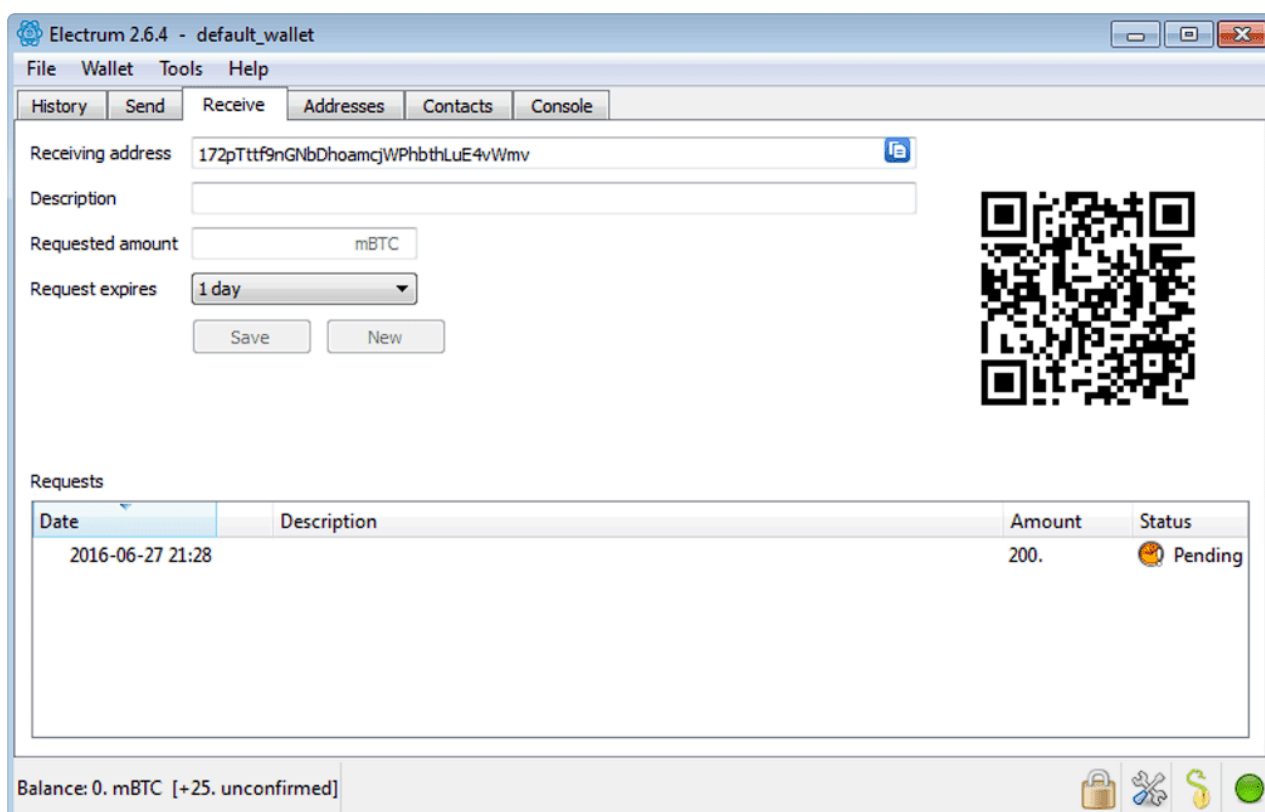 Electrum 2.6.4 - default_wallet
File Wallet Tools Help
History Send Receive Addresses Contacts Console
Receiving address 172pTttf9nGNbDhoamcjWPhbthLuE4vWmv
Description
Requested amount mBTC
Request expires 1 day
Save New
Requests
Date Description Amount Status
2016-06-27 21:28 200. Pending
Balance: 0. mBTC [+25. unconfirmed]